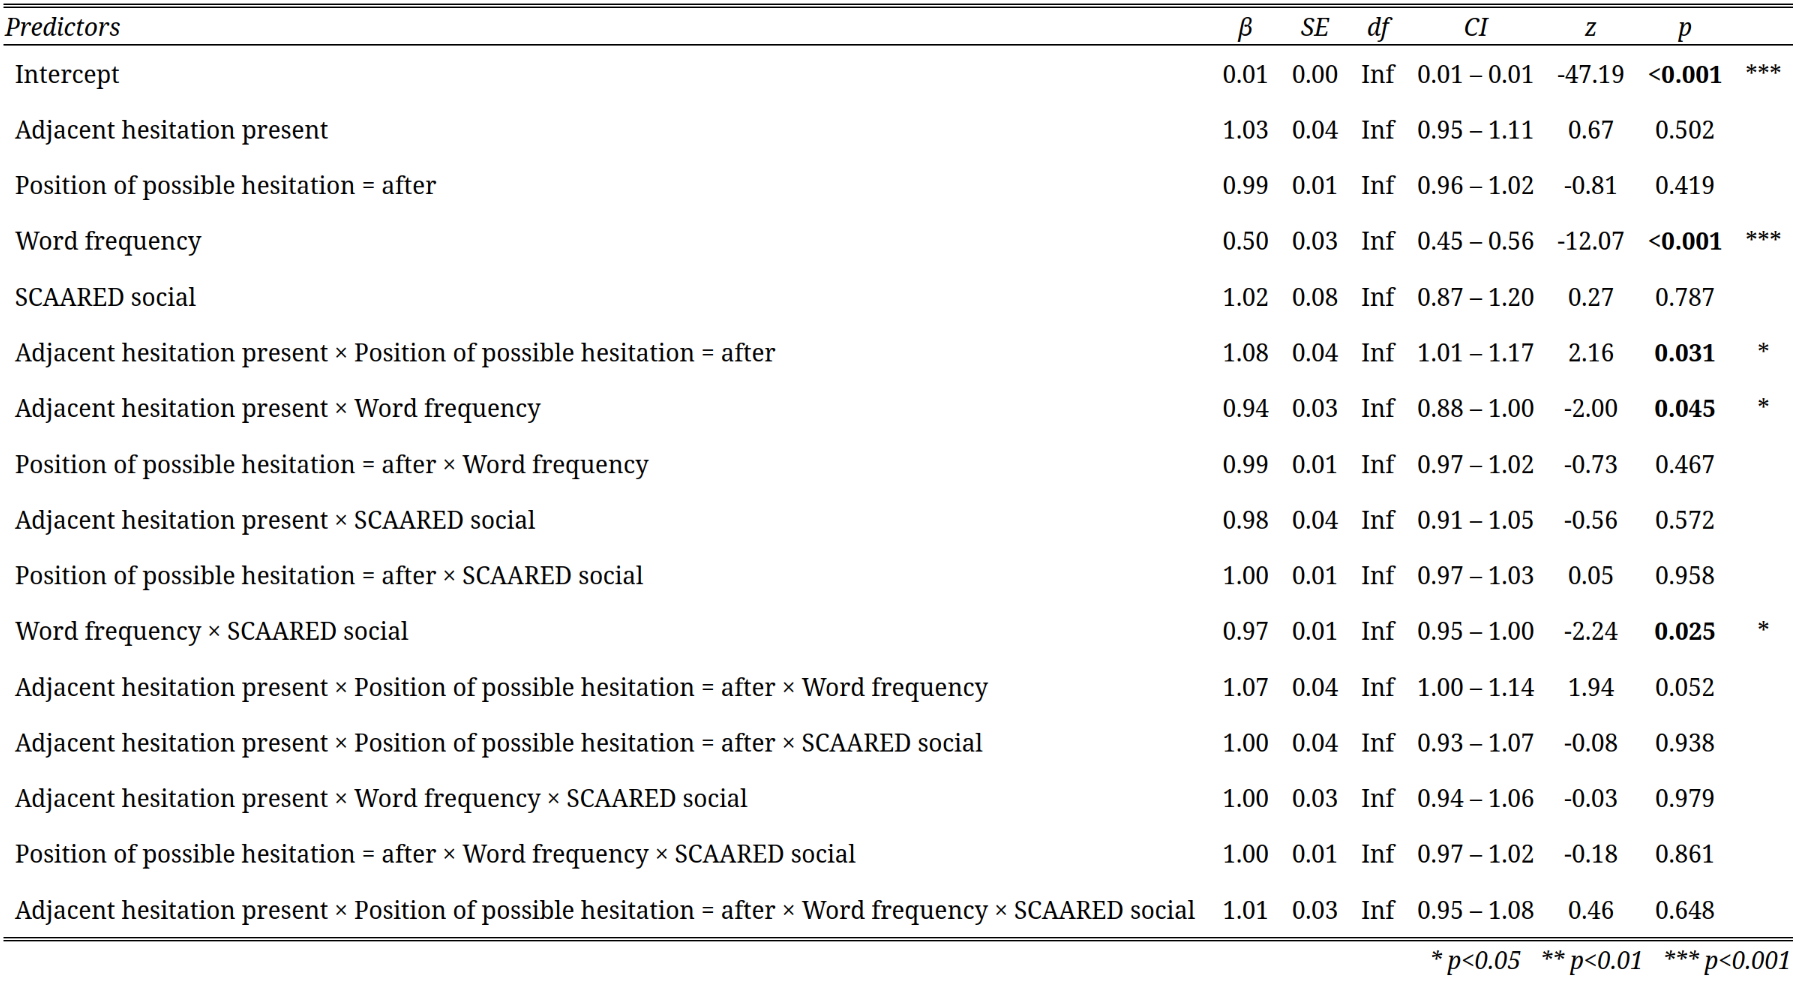 Predictors β SE df CI z p
Intercept 0.01 0.00 Inf 0.01 – 0.01 -47.19 <0.001 ***
Adjacent hesitation present 1.03 0.04 Inf 0.95 – 1.11 0.67 0.502
Position of possible hesitation = after 0.99 0.01 Inf 0.96 – 1.02 -0.81 0.419
Word frequency 0.50 0.03 Inf 0.45 – 0.56 -12.07 <0.001 ***
SCAARED social 1.02 0.08 Inf 0.87 – 1.20 0.27 0.787
Adjacent hesitation present × Position of possible hesitation = after 1.08 0.04 Inf 1.01 – 1.17 2.16 0.031 *
Adjacent hesitation present × Word frequency 0.94 0.03 Inf 0.88 – 1.00 -2.00 0.045 *
Position of possible hesitation = after × Word frequency 0.99 0.01 Inf 0.97 – 1.02 -0.73 0.467
Adjacent hesitation present × SCAARED social 0.98 0.04 Inf 0.91 – 1.05 -0.56 0.572
Position of possible hesitation = after × SCAARED social 1.00 0.01 Inf 0.97 – 1.03 0.05 0.958
Word frequency × SCAARED social 0.97 0.01 Inf 0.95 – 1.00 -2.24 0.025 *
Adjacent hesitation present × Position of possible hesitation = after × Word frequency 1.07 0.04 Inf 1.00 – 1.14 1.94 0.052
Adjacent hesitation present × Position of possible hesitation = after × SCAARED social 1.00 0.04 Inf 0.93 – 1.07 -0.08 0.938
Adjacent hesitation present × Word frequency × SCAARED social 1.00 0.03 Inf 0.94 – 1.06 -0.03 0.979
Position of possible hesitation = after × Word frequency × SCAARED social 1.00 0.01 Inf 0.97 – 1.02 -0.18 0.861
Adjacent hesitation present × Position of possible hesitation = after × Word frequency × SCAARED social 1.01 0.03 Inf 0.95 – 1.08 0.46 0.648
* p<0.05 ** p<0.01 *** p<0.001